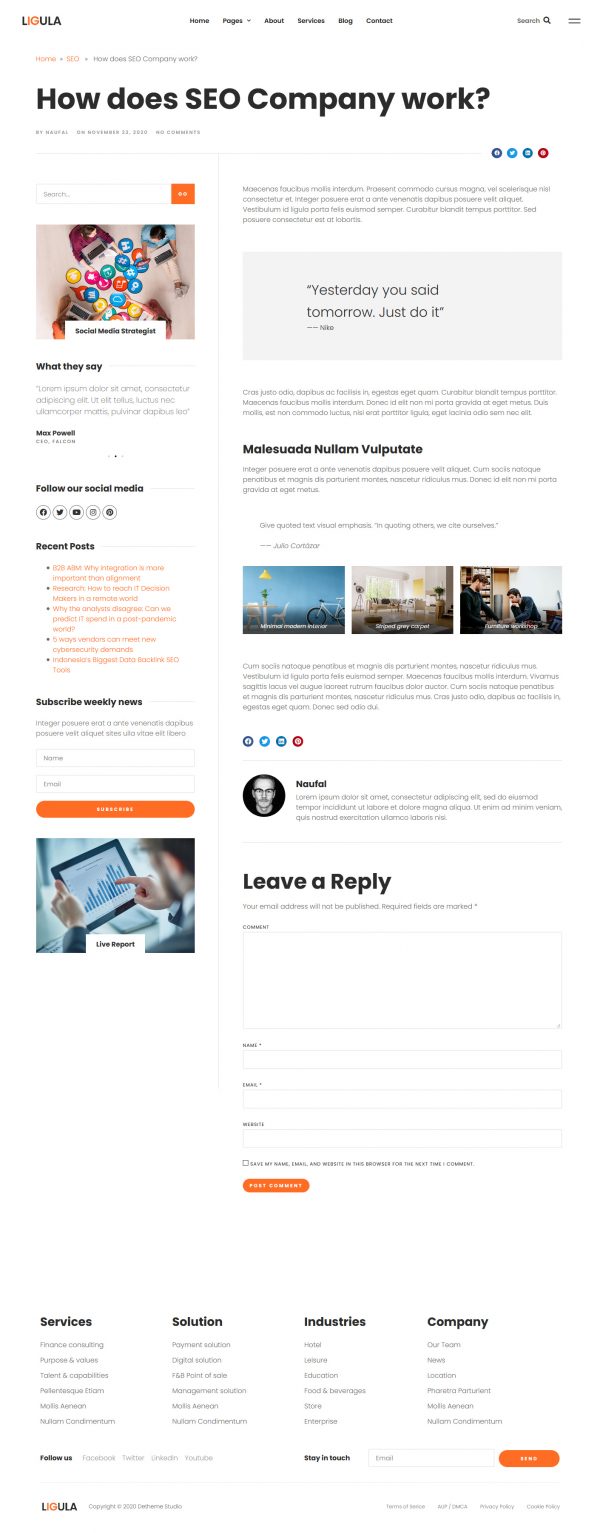 LIGULA
Home Pages About Services Blog Contact
Search
Home » SEO » How does SEO Company work?
How does SEO Company work?
BY NAUFAL ON NOVEMBER 23, 2020 NO COMMENTS
Search...
GO
Social Media Strategist
What they say
“Lorem ipsum dolor sit amet, consectetur
adipiscing elit. Ut elit tellus, luctus nec
ullamcorper mattis, pulvinar dapibus leo”
Max Powell
CEO, FALCON
Follow our social media
Recent Posts
B2B ABM: Why integration is more
important than alignment
Research: How to reach IT Decision
Makers in a remote world
Why the analysts disagree: Can we
predict IT spend in a post-pandemic
world?
5 ways vendors can meet new
cybersecurity demands
Indonesia's Biggest Data Backlink SEO
Tools
Subscribe weekly news
Integer posuere erat a ante venenatis dapibus
posuere velit aliquet sites ulla vitae elit libero
Name
Email
SUBSCRIBE
Live Report
Maecenas faucibus mollis interdum. Praesent commodo cursus magna, vel scelerisque nisl
consectetur et. Integer posuere erat a ante venenatis dapibus posuere velit aliquet.
Vestibulum id ligula porta felis euismod semper. Curabitur blandit tempus porttitor. Sed
posuere consectetur est at lobortis.
“Yesterday you said
tomorrow. Just do it”
—— Nike
Cras justo odio, dapibus ac facilisis in, egestas eget quam. Curabitur blandit tempus porttitor.
Maecenas faucibus mollis interdum. Donec id elit non mi porta gravida at eget metus. Duis
mollis, est non commodo luctus, nisi erat porttitor ligula, eget lacinia odio sem nec elit.
Malesuada Nullam Vulputate
Integer posuere erat a ante venenatis dapibus posuere velit aliquet. Cum sociis natoque
penatibus et magnis dis parturient montes, nascetur ridiculus mus. Donec id elit non mi porta
gravida at eget metus.
Give quoted text visual emphasis. “In quoting others, we cite ourselves.”
—— Julio Cortázar
Minimal modern interior
Striped grey carpet
Furniture workshop
Cum sociis natoque penatibus et magnis dis parturient montes, nascetur ridiculus mus.
Vestibulum id ligula porta felis euismod semper. Maecenas faucibus mollis interdum. Vivamus
sagittis lacus vel augue laoreet rutrum faucibus dolor auctor. Cum sociis natoque penatibus
et magnis dis parturient montes, nascetur ridiculus mus. Cras justo odio, dapibus ac facilisis in,
egestas eget quam. Donec sed odio dui.
Naufal
Lorem ipsum dolor sit amet, consectetur adipiscing elit, sed do eiusmod
tempor incididunt ut labore et dolore magna aliqua. Ut enim ad minim veniam,
quis nostrud exercitation ullamco laboris nisi.
Leave a Reply
Your email address will not be published. Required fields are marked *
COMMENT
NAME *
EMAIL *
WEBSITE
SAVE MY NAME, EMAIL, AND WEBSITE IN THIS BROWSER FOR THE NEXT TIME I COMMENT.
POST COMMENT
Services Solution Industries Company
Finance consulting Payment solution Hotel Our Team
Purpose & values Digital solution Leisure News
Talent & capabilities F&B Point of sale Education Location
Pellentesque Etiam Management solution Food & beverages Pharetra Parturient
Mollis Aenean Mollis Aenean Store Mollis Aenean
Nullam Condimentum Nullam Condimentum Enterprise Nullam Condimentum
Follow us Facebook Twitter Linkedin Youtube Stay in touch Email SEND
LIGULA Copyright © 2020 Detheme Studio Terms of Serice AUP / DMCA Privacy Policy Cookie Policy